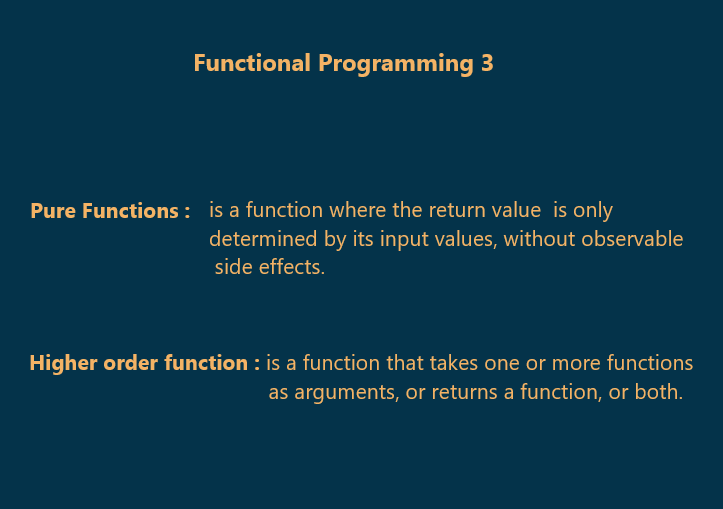 Functional Programming 3
Pure Functions : is a function where the return value  is only
determined by its input values, without observable
side effects.
Higher order function : is a function that takes one or more functions
as arguments, or returns a function, or both.